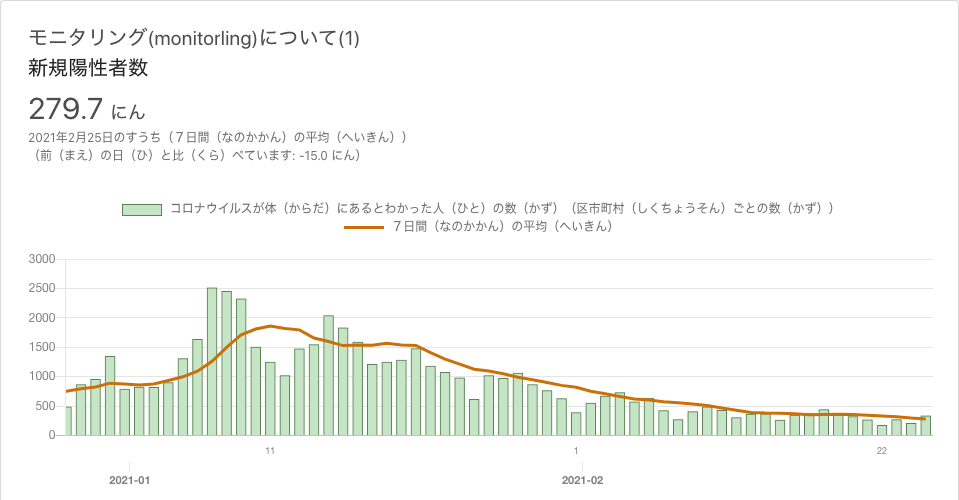 モニタリング(monitorling)について(1)
新規陽性者数
279.7 にん
2021年2月25日のすうち（７日間（なのかかん）の平均（へいきん））
（前（まえ）の日（ひ）と比（くら）べています: -15.0 にん）
コロナウイルスが体（からだ）にあるとわかった人（ひと）の数（かず）（区市町村（しくちょうそん）ごとの数（かず））
７日間（なのかかん）の平均（へいきん）
3000
2500
2000
1500
1000
500
0
11 1 22
2021-01 2021-02